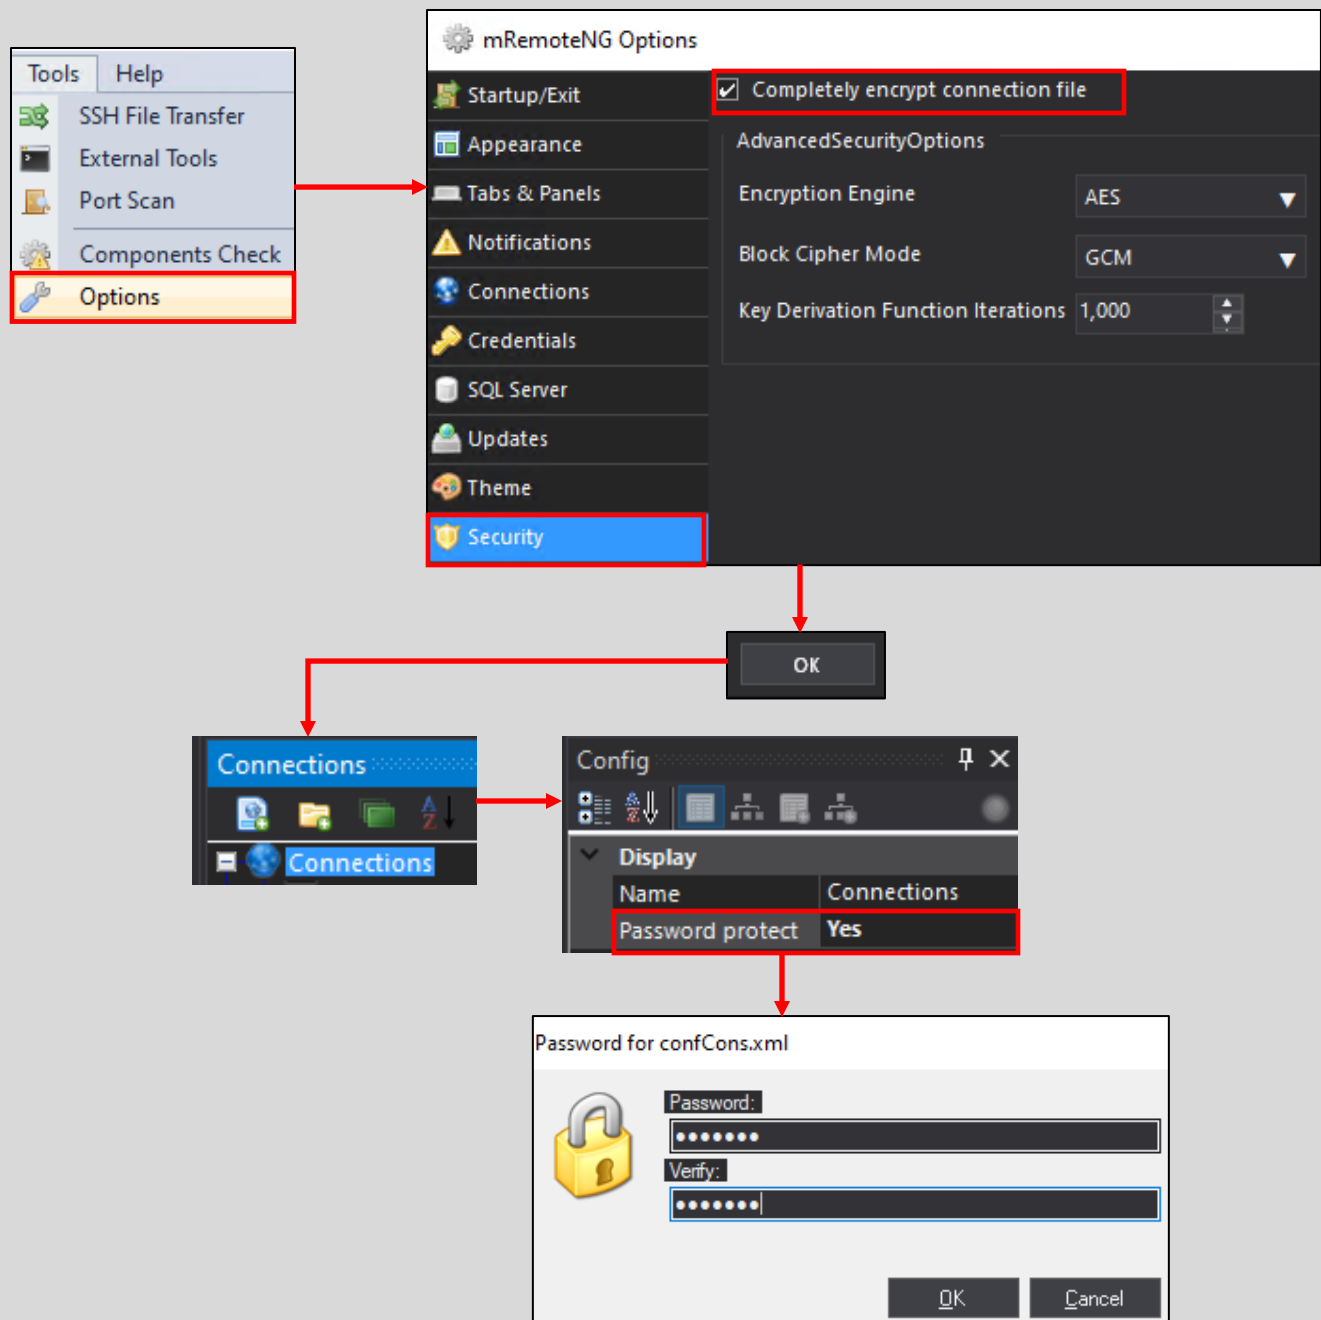 Tools Help
SSH File Transfer
External Tools
Port Scan
Components Check
Options
mRemoteNG Options
Startup/Exit
Appearance
Tabs & Panels
Notifications
Connections
Credentials
SQL Server
Updates
Theme
Security
Completely encrypt connection file
AdvancedSecurityOptions
Encryption Engine AES
Block Cipher Mode GCM
Key Derivation Function Iterations 1,000
OK
Connections
Connections
Config
Display
Name Connections
Password protect Yes
Password for confCons.xml
Password:
•••••••
Verify:
•••••••
OK Cancel